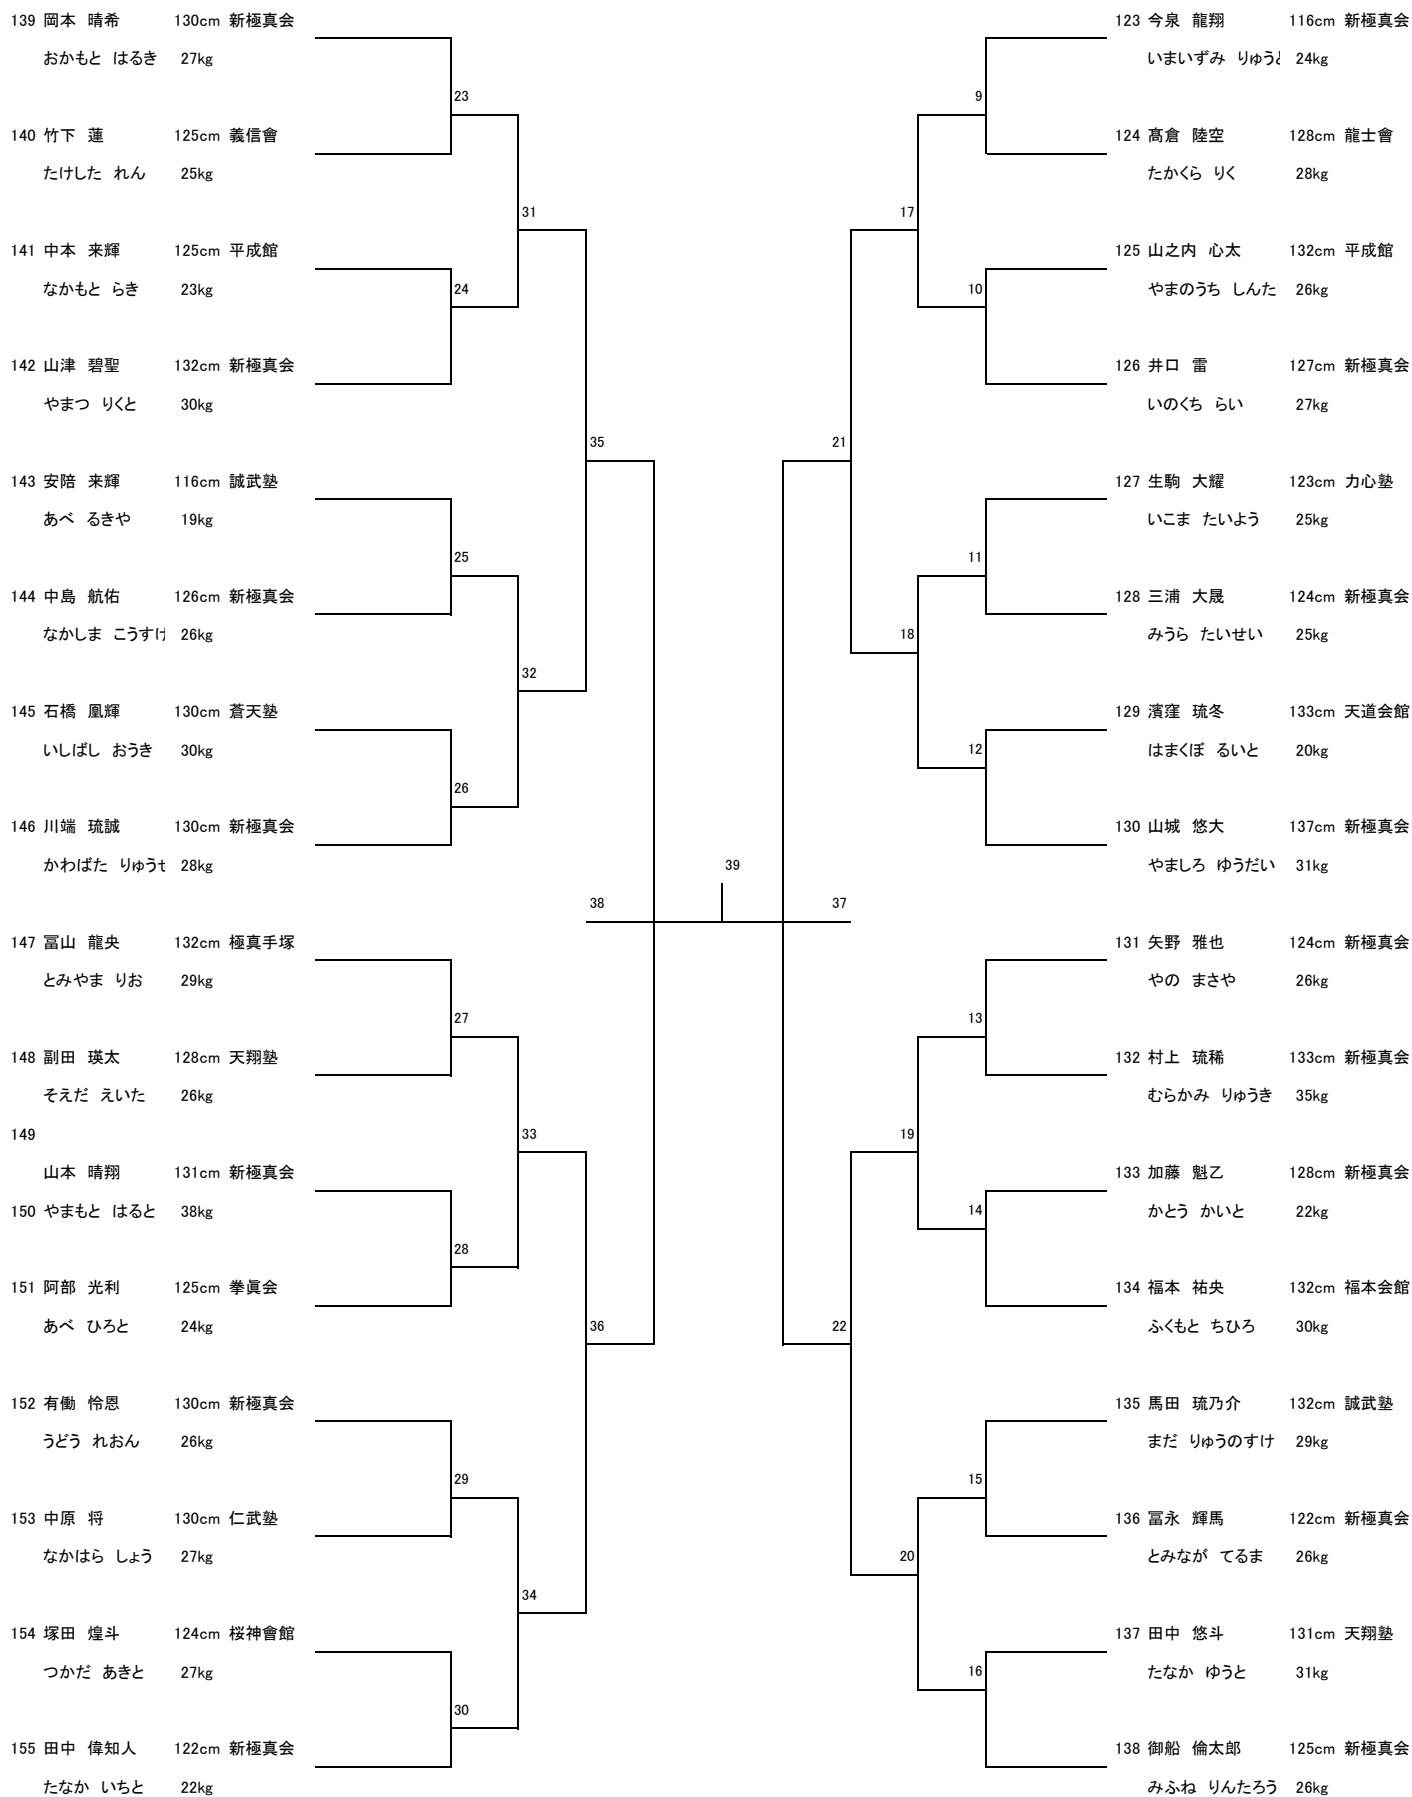 139 岡本 晴希 130cm 新極真会
おかもと はるき 27kg
23
140 竹下 蓮 125cm 義信會
たけした れん 25kg
31
141 中本 来輝 125cm 平成館
なかもと らき 23kg
24
142 山津 碧聖 132cm 新極真会
やまつ りくと 30kg
35
143 安陪 来輝 116cm 誠武塾
あべ るきや 19kg
25
144 中島 航佑 126cm 新極真会
なかしま こうすけ 26kg
32
145 石橋 凰輝 130cm 蒼天塾
いしばし おうき 30kg
26
146 川端 琉誠 130cm 新極真会
かわばた りゅうせ 28kg
38
147 冨山 龍央 132cm 極真手塚
とみやま りお 29kg
27
148 副田 瑛太 128cm 天翔塾
そえだ えいた 26kg
149
33
山本 晴翔 131cm 新極真会
150 やまもと はると 38kg
28
151 阿部 光利 125cm 拳眞会
あべ ひろと 24kg
36
152 有働 怜恩 130cm 新極真会
うどう れおん 26kg
29
153 中原 将 130cm 仁武塾
なかはら しょう 27kg
34
154 塚田 煌斗 124cm 桜神會館
つかだ あきと 27kg
30
155 田中 偉知人 122cm 新極真会
たなか いちと 22kg
39
123 今泉 龍翔 116cm 新極真会
いまいずみ りゅうと 24kg
9
124 髙倉 陸空 128cm 龍士會
たかくら りく 28kg
17
125 山之内 心太 132cm 平成館
やまのうち しんた 26kg
10
126 井口 雷 127cm 新極真会
いのくち らい 27kg
21
127 生駒 大耀 123cm 力心塾
いこま たいよう 25kg
11
128 三浦 大晟 124cm 新極真会
みうら たいせい 25kg
18
129 濱窪 琉冬 133cm 天道会館
はまくぼ るいと 20kg
12
130 山城 悠大 137cm 新極真会
やましろ ゆうだい 31kg
37
131 矢野 雅也 124cm 新極真会
やの まさや 26kg
13
132 村上 琉稀 133cm 新極真会
むらかみ りゅうき 35kg
19
133 加藤 魁乙 128cm 新極真会
かとう かいと 22kg
14
134 福本 祐央 132cm 福本会館
ふくもと ちひろ 30kg
22
135 馬田 琉乃介 132cm 誠武塾
まだ りゅうのすけ 29kg
15
136 冨永 輝馬 122cm 新極真会
とみなが てるま 26kg
20
137 田中 悠斗 131cm 天翔塾
たなか ゆうと 31kg
16
138 御船 倫太郎 125cm 新極真会
みふね りんたろう 26kg